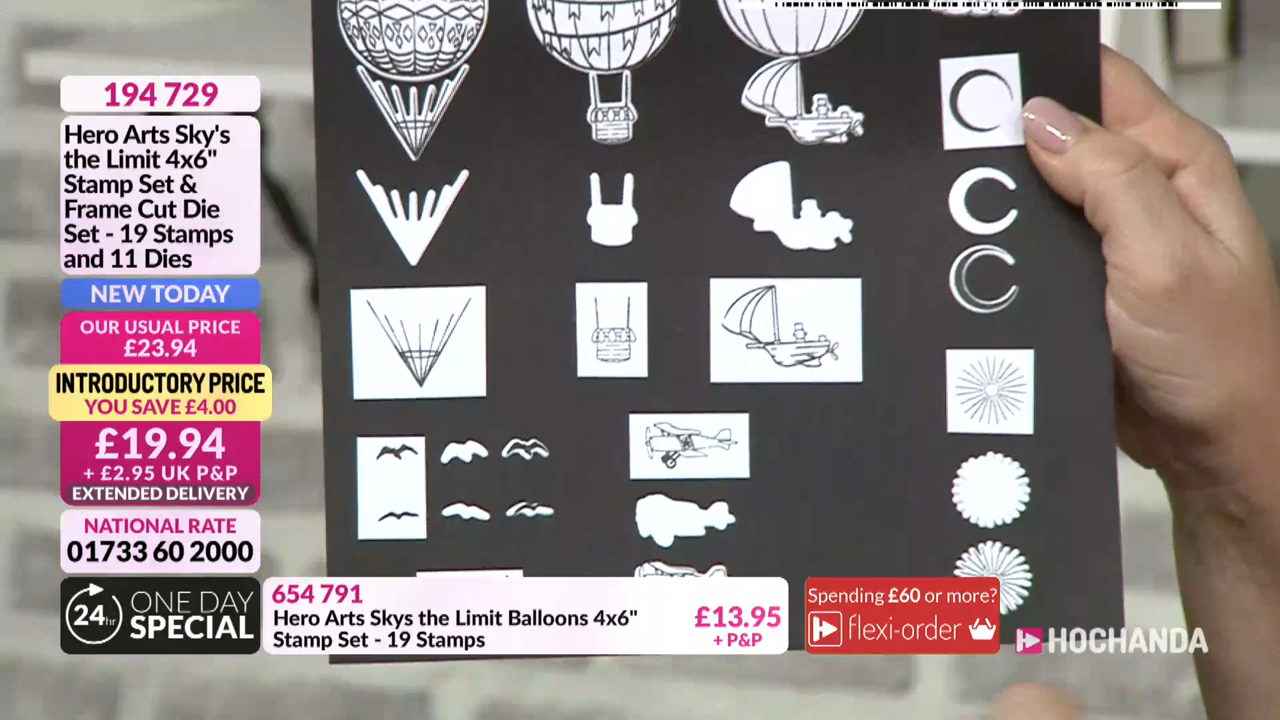 194 729
Hero Arts Sky's
the Limit 4x6"
Stamp Set &
Frame Cut Die
Set - 19 Stamps
and 11 Dies
NEW TODAY
OUR USUAL PRICE
£23.94
INTRODUCTORY PRICE
YOU SAVE £4.00
£19.94
+ £2.95 UK P&P
EXTENDED DELIVERY
NATIONAL RATE
01733 60 2000
24hr
ONE DAY
SPECIAL
654 791
Hero Arts Skys the Limit Balloons 4x6"
Stamp Set - 19 Stamps
£13.95
+ P&P
Spending £60 or more?
flexi-order
HOCHANDA